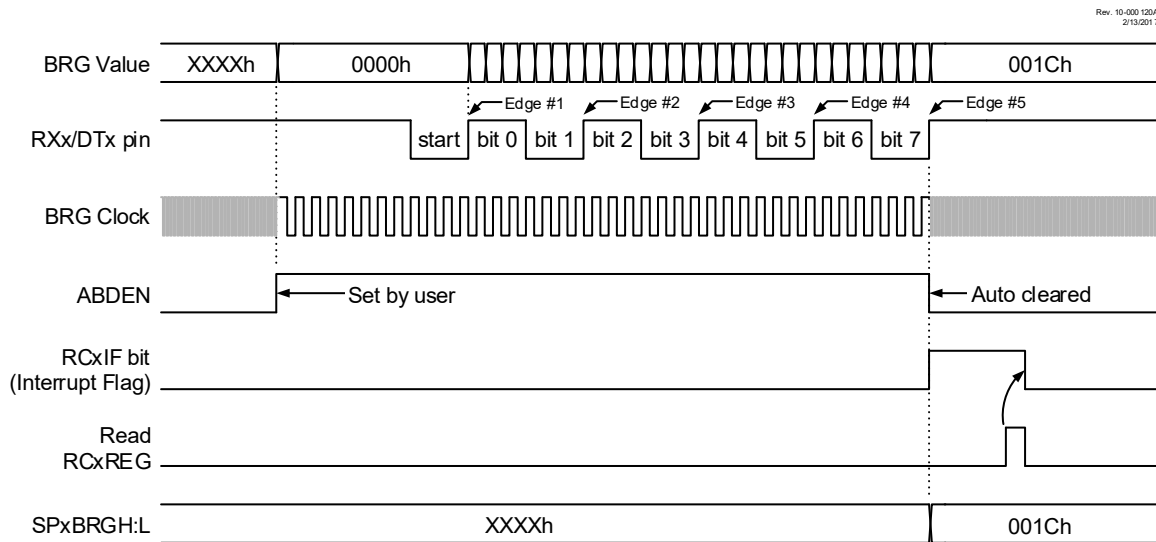 Rev. 10-000 120A
2/13/2017
BRG Value XXXXh 0000h 001Ch
Edge #1 Edge #2 Edge #3 Edge #4 Edge #5
RXx/DTx pin start bit 0 bit 1 bit 2 bit 3 bit 4 bit 5 bit 6 bit 7
BRG Clock
ABDEN Set by user Auto cleared
RCxIF bit
(Interrupt Flag)
Read
RCxREG
SPxBRGH:L XXXXh 001Ch